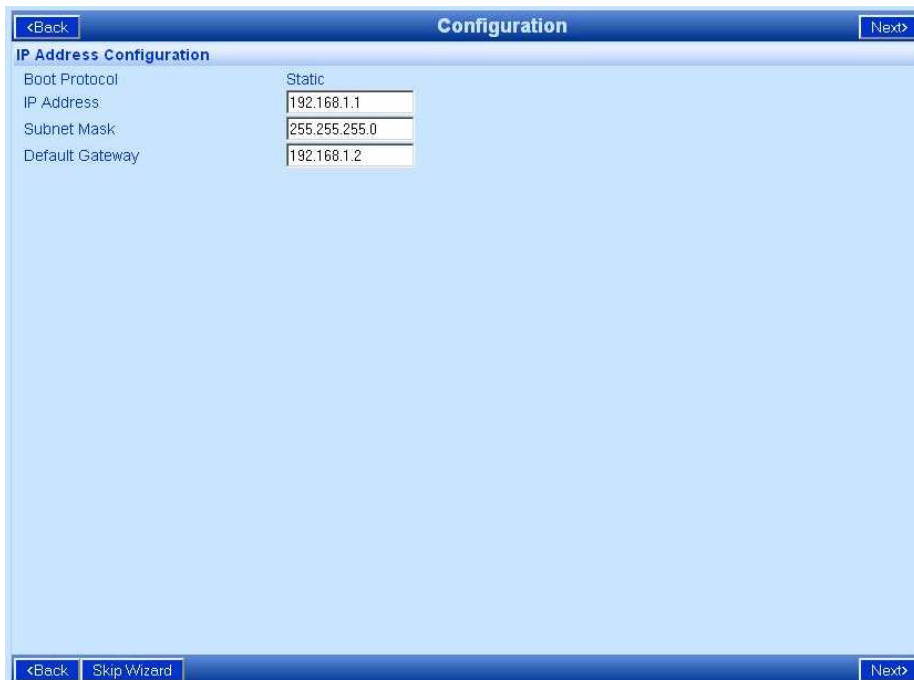 <Back Configuration Next>
IP Address Configuration
Boot Protocol Static
IP Address 192.168.1.1
Subnet Mask 255.255.255.0
Default Gateway 192.168.1.2
<Back Skip Wizard Next>